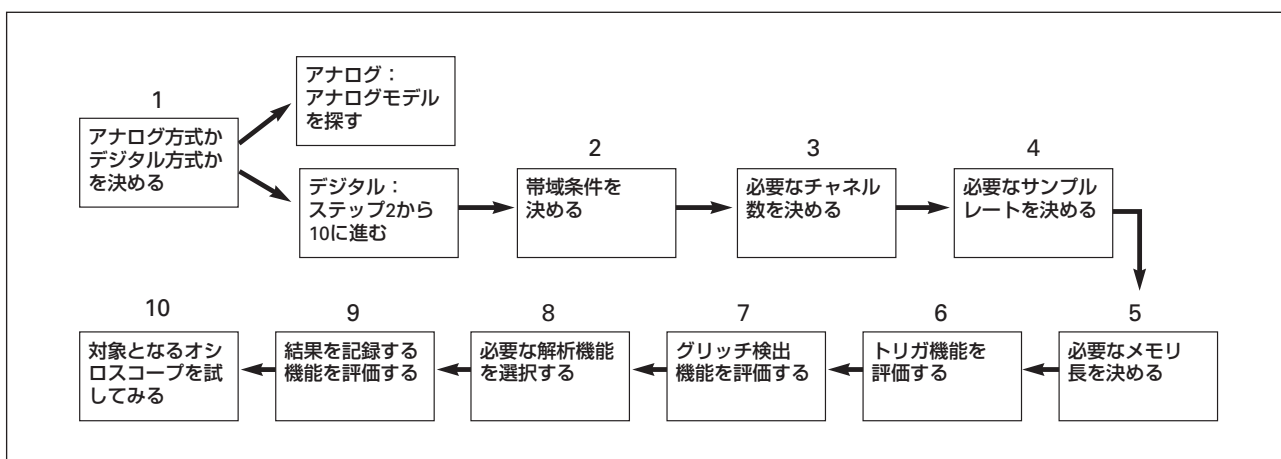 1
アナログ方式か
デジタル方式か
を決める
アナログ：
アナログモデル
を探す
デジタル：
ステップ2から
10に進む
2
帯域条件を
決める
3
必要なチャネル
数を決める
4
必要なサンプル
レートを決める
5
必要なメモリ
長を決める
6
トリガ機能を
評価する
7
グリッチ検出
機能を評価する
8
必要な解析機能
を選択する
9
結果を記録する
機能を評価する
10
対象となるオシ
ロスコープを試
してみる